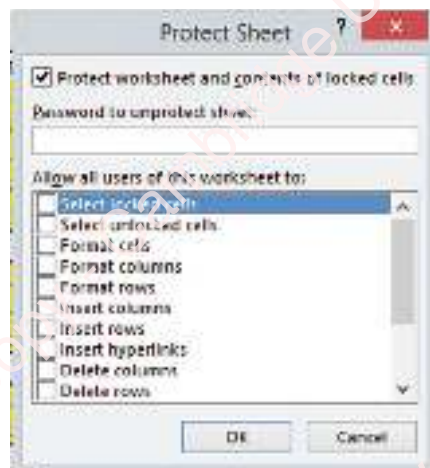 Protect Sheet
?
Protect worksheet and contents of locked cells
Password to unprotect sheet:
Allow all users of this worksheet to:
Select locked cells
Select unlocked cells
Format cells
Format columns
Format rows
Insert columns
Insert rows
Insert hyperlinks
Delete columns
Delete rows
OK
Cancel